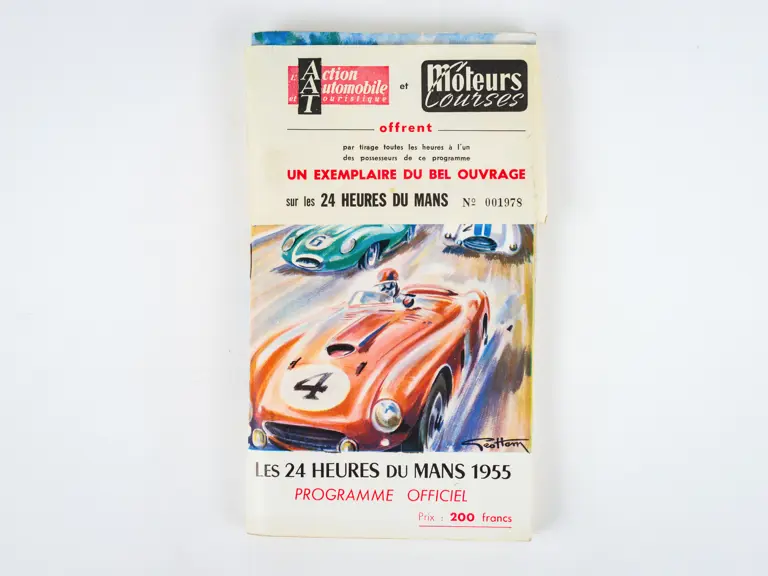 L'Action
Automobile
et Touristique
et
Moteurs
Courses
offrent
par tirage toutes les heures à l'un
des possesseurs de ce programme
UN EXEMPLAIRE DU BEL OUVRAGE
sur les 24 HEURES DU MANS Nº 001978
6
2
4
Geo Ham
LES 24 HEURES DU MANS 1955
PROGRAMME OFFICIEL
Prix : 200 francs